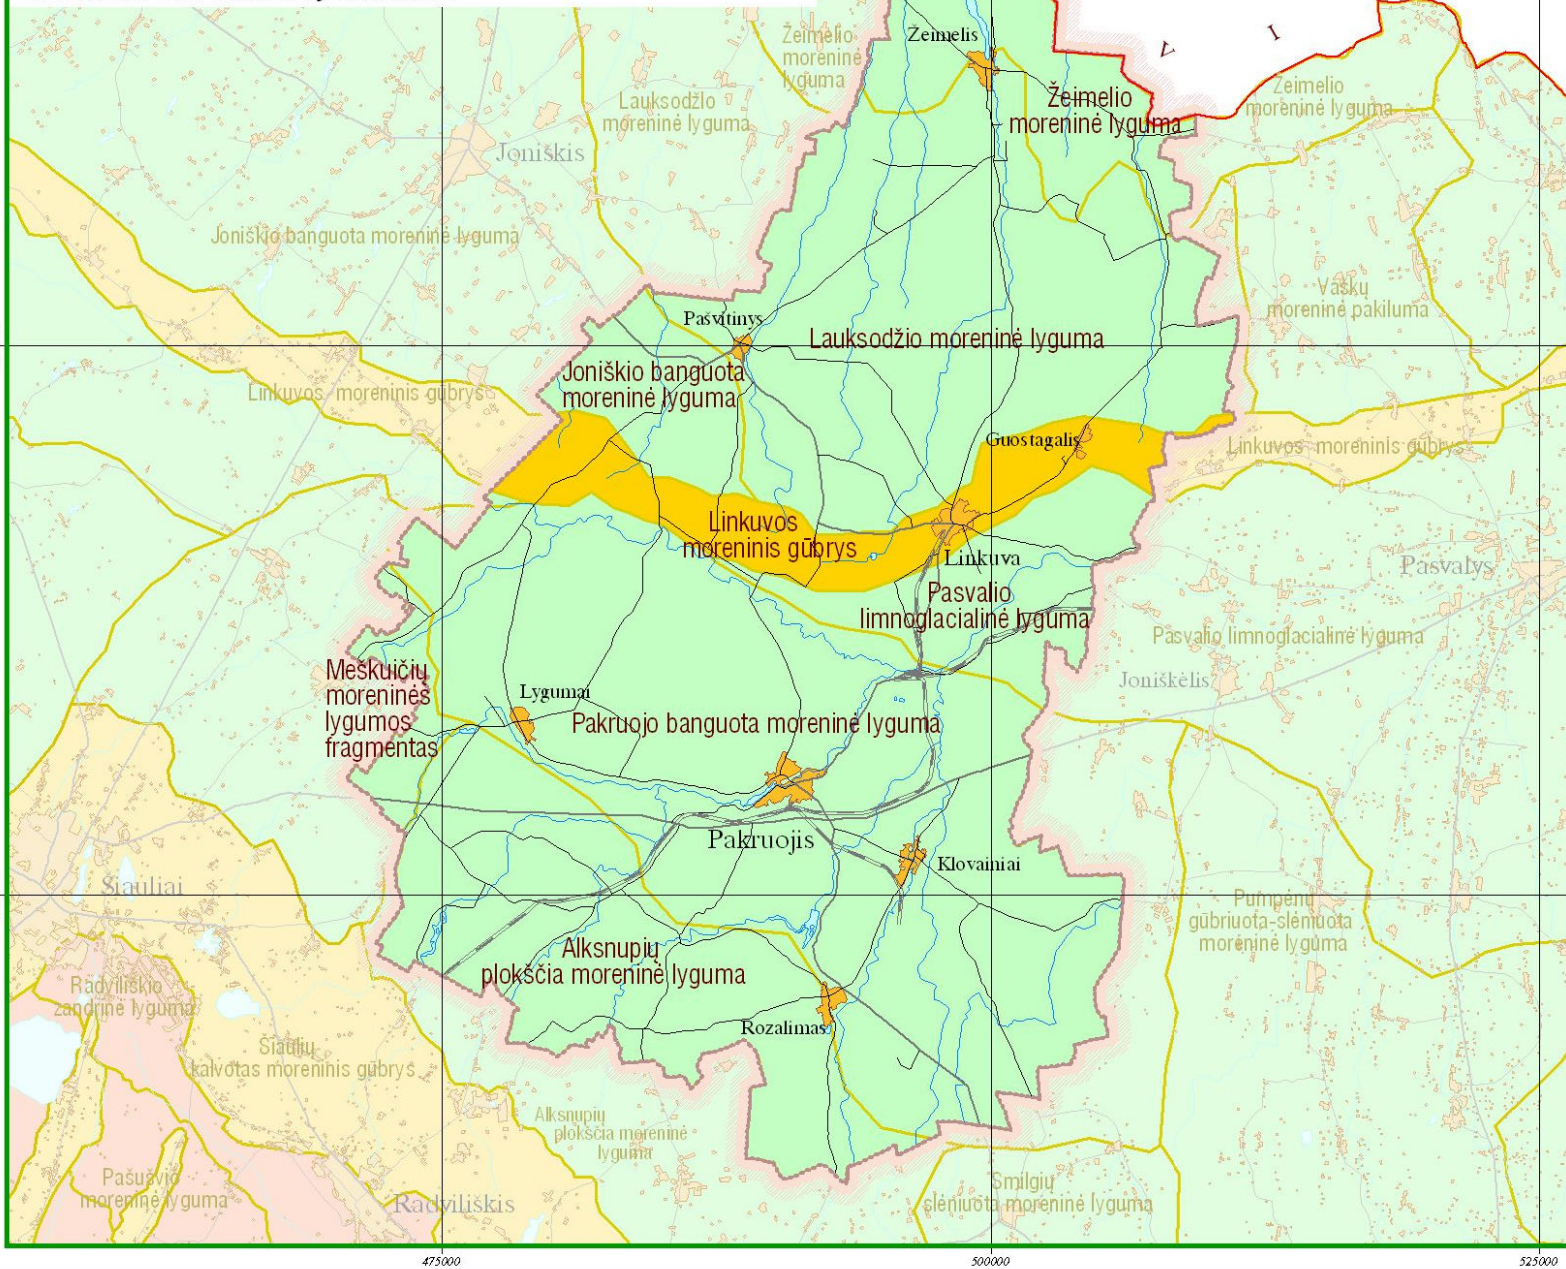 Žeimelis
Žeimelio
moreninė
lyguma
Žeimelio
moreninė lyguma
V
I
Žeimelio
moreninė lyguma
Lauksodžio
moreninė lyguma
Joniškis
Joniškio banguota moreninė lyguma
Vaškų
moreninė pakiluma
Pašvitinys
Lauksodžio moreninė lyguma
Joniškio banguota
moreninė lyguma
Linkuvos moreninis gūbrys
Guostagalis
Linkuvos moreninis gūbrys
Linkuvos
moreninis gūbrys
Linkuva
Pasvalys
Pasvalio
limnoglacialinė lyguma
Pasvalio limnoglacialinė lyguma
Meškuičių
moreninės
lygumos
fragmentas
Joniškėlis
Lygumai
Pakruojo banguota moreninė lyguma
Pakruojis
Klovainiai
Šiauliai
Pumpėnų
gūbriuota-slėniuota
moreninė lyguma
Alksnupių
plokščia moreninė lyguma
Radviliškio
zandrinė lyguma
Rozalimas
Šiaulių
kalvotas moreninis gūbrys
Alksnupių
plokščia moreninė
lyguma
Pašušvio
moreninė lyguma
Radviliškis
Smilgių
slėniuota moreninė lyguma
475000
500000
525000